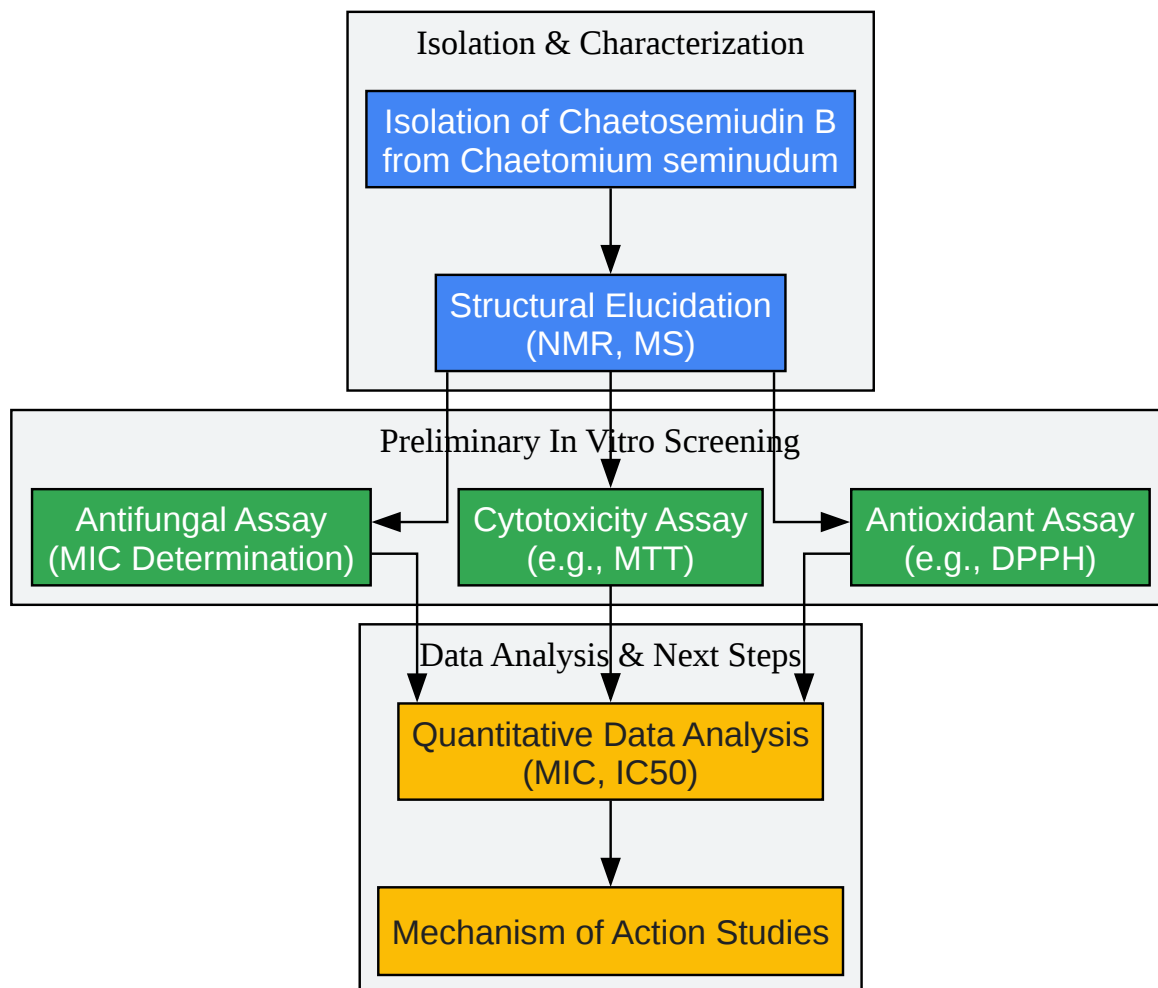 Isolation & Characterization
Isolation of Chaetosemiudin B
from Chaetomium seminudum
Structural Elucidation
(NMR, MS)
Preliminary In Vitro Screening
Antifungal Assay
(MIC Determination)
Cytotoxicity Assay
(e.g., MTT)
Antioxidant Assay
(e.g., DPPH)
Data Analysis & Next Steps
Quantitative Data Analysis
(MIC, IC50)
Mechanism of Action Studies